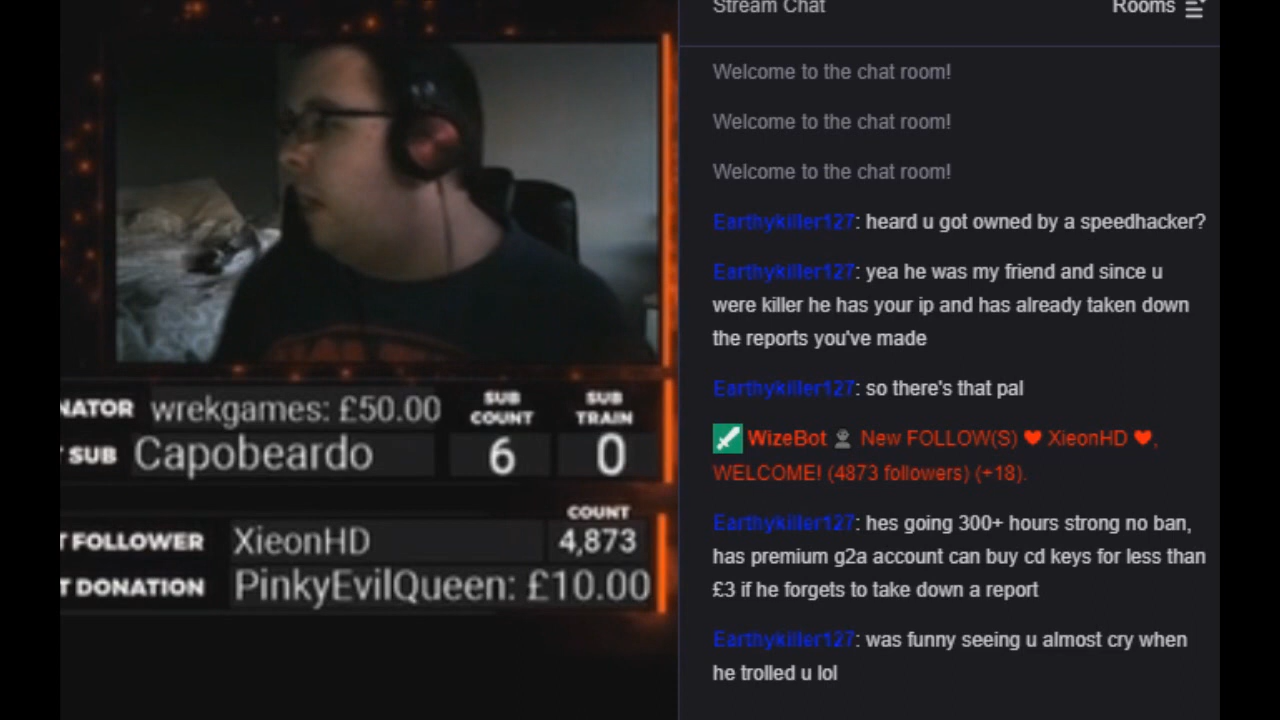 Stream Chat
Rooms
Welcome to the chat room!
Welcome to the chat room!
Welcome to the chat room!
Earthykiller127: heard u got owned by a speedhacker?
Earthykiller127: yea he was my friend and since u
were killer he has your ip and has already taken down
the reports you've made
Earthykiller127: so there's that pal
WizeBot New FOLLOW(S) ❤ XieonHD ❤,
WELCOME! (4873 followers) (+18).
Earthykiller127: hes going 300+ hours strong no ban,
has premium g2a account can buy cd keys for less than
£3 if he forgets to take down a report
Earthykiller127: was funny seeing u almost cry when
he trolled u lol
NATOR wrekgames: £50.00
SUB COUNT
6
SUB TRAIN
0
T SUB Capobeardo
T FOLLOWER XieonHD
COUNT
4,873
T DONATION PinkyEvilQueen: £10.00